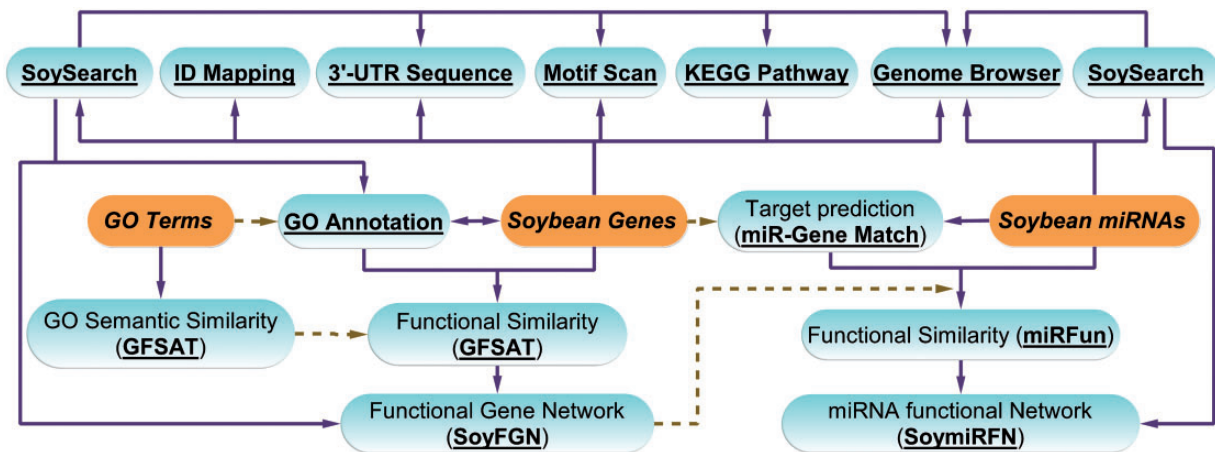 SoySearch
ID Mapping
3'-UTR Sequence
Motif Scan
KEGG Pathway
Genome Browser
SoySearch
GO Terms
GO Annotation
Soybean Genes
Target prediction
(miR-Gene Match)
Soybean miRNAs
GO Semantic Similarity
(GFSAT)
Functional Similarity
(GFSAT)
Functional Similarity (miRFun)
Functional Gene Network
(SoyFGN)
miRNA functional Network
(SoymiRFN)